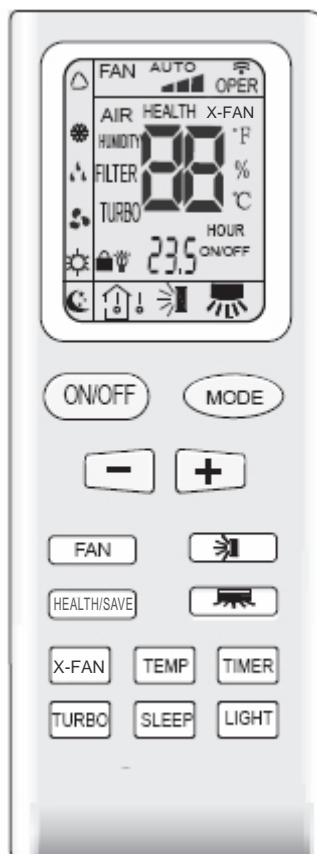 FAN AUTO OPER
AIR HEALTH X-FAN
HUMIDITY 88 °F
FILTER %
TURBO °C
HOUR
23.5 ON/OFF
ON/OFF MODE
- +
FAN
HEALTH/SAVE
X-FAN TEMP TIMER
TURBO SLEEP LIGHT